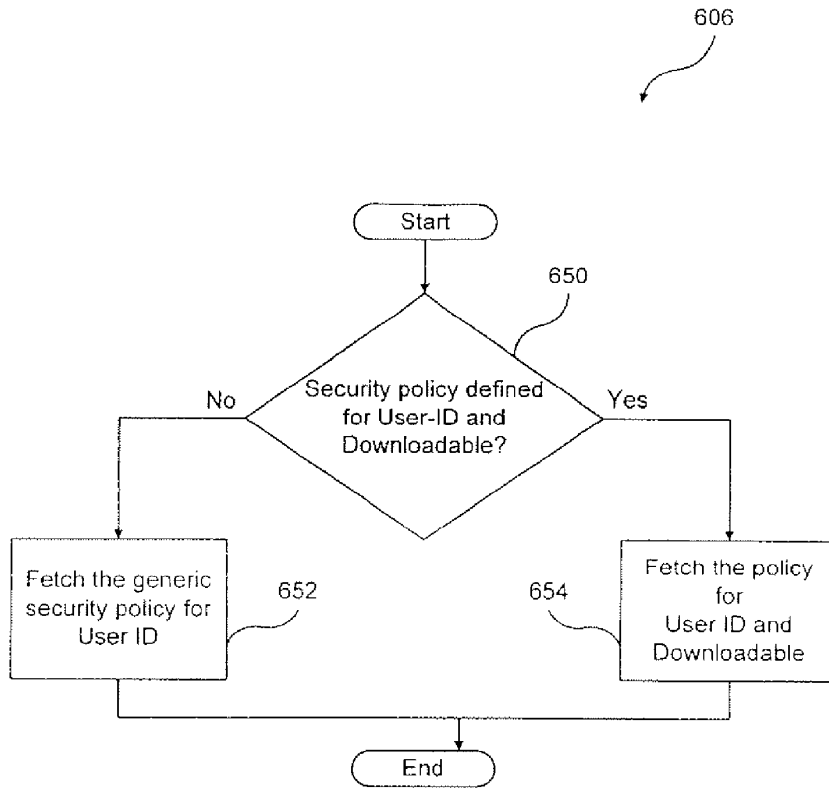 606
Start
650
Security policy defined
for User-ID and
Downloadable?
No
Yes
Fetch the generic
security policy for
User ID
652
654
Fetch the policy
for
User ID and
Downloadable
End